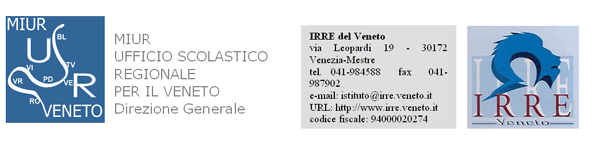 MIUR
U
S
R
BL
VI
TV
VR
PD
VE
RO
VENETO
MIUR
UFFICIO SCOLASTICO
REGIONALE
PER IL VENETO
Direzione Generale
IRRE del Veneto
via Leopardi 19 - 30172
Venezia-Mestre
tel. 041-984588 fax 041-
987902
e-mail: istituto@irre.veneto.it
URL: http://www.irre.veneto.it
codice fiscale: 94000020274
IRRE
IRRE
Veneto